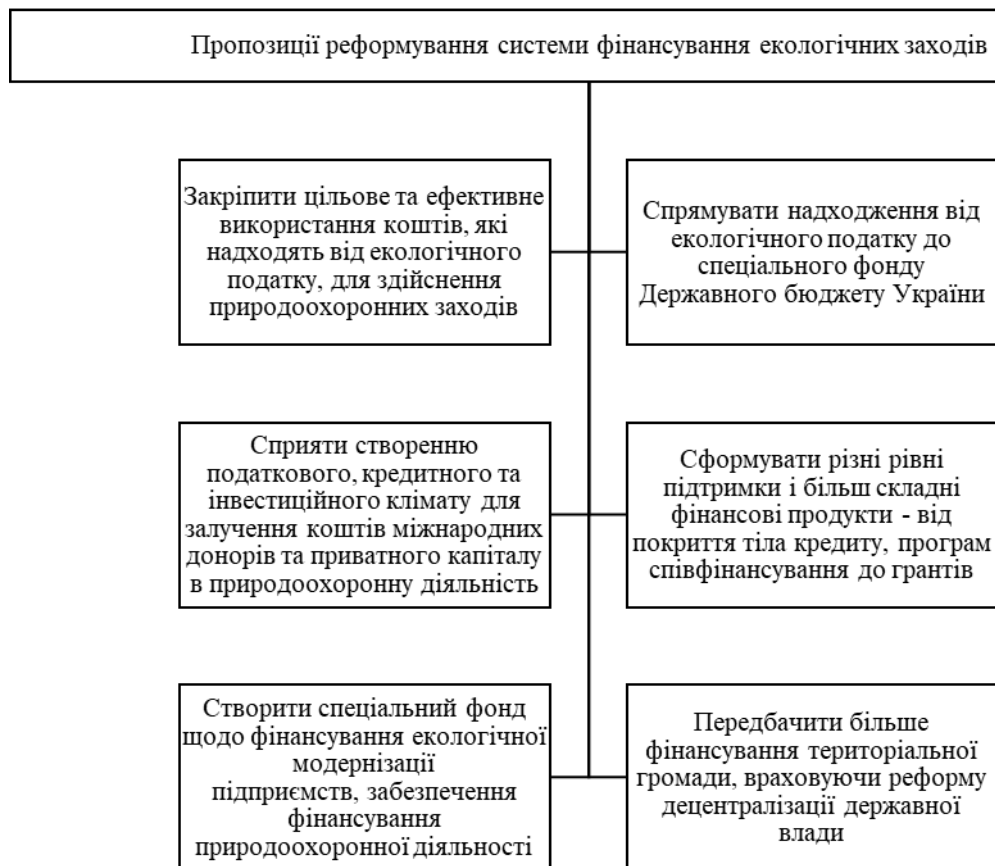 Пропозиції реформування системи фінансування екологічних заходів
Закріпити цільове та ефективне
використання коштів, які
надходять від екологічного
податку, для здійснення
природоохоронних заходів
Спрямувати надходження від
екологічного податку до
спеціального фонду
Державного бюджету України
Сприяти створенню
податкового, кредитного та
інвестиційного клімату для
залучення коштів міжнародних
донорів та приватного капіталу
в природоохоронну діяльність
Сформувати різні рівні
підтримки і більш складні
фінансові продукти - від
покриття тіла кредиту, програм
співфінансування до грантів
Створити спеціальний фонд
щодо фінансування екологічної
модернізації
підприємств, забезпечення
фінансування
природоохоронної діяльності
Передбачити більше
фінансування територіальної
громади, враховуючи реформу
децентралізації державної
влади